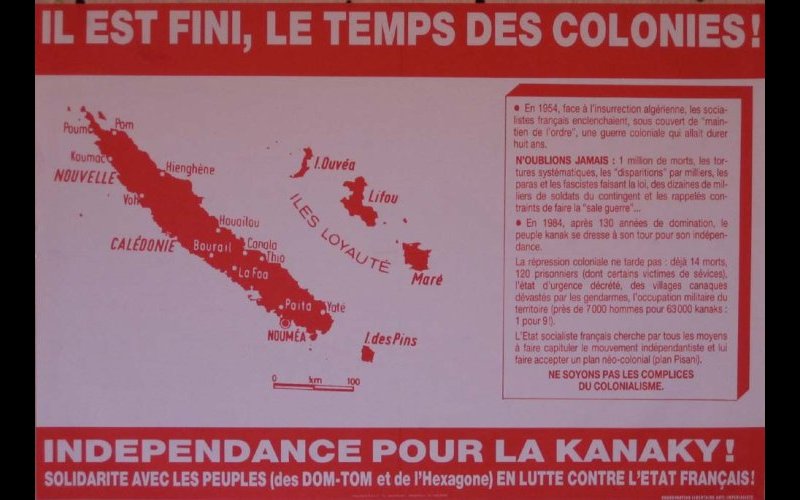 IL EST FINI, LE TEMPS DES COLONIES!
Poum
Pom
Koumac
Hienghène
NOUVELLE
Voh
Houaïlou
CALÉDONIE
Bourail
Canala
Thio
La Foa
Païta
Yaté
NOUMÉA
I.Ouvéa
Lifou
ILES LOYAUTÉ
Maré
I.des Pins
0 km 100
• En 1954, face à l'insurrection algérienne, les socia-
listes français enclenchaient, sous couvert de "main-
tien de l'ordre", une guerre coloniale qui allait durer
huit ans.
N'OUBLIONS JAMAIS : 1 million de morts, les tor-
tures systématiques, les "disparitions" par milliers, les
paras et les fascistes faisant la loi, des dizaines de mil-
liers de soldats du contingent et les rappelés con-
traints de faire la "sale guerre"...
• En 1984, après 130 années de domination, le
peuple kanak se dresse à son tour pour son indépen-
dance.
La répression coloniale ne tarde pas : déjà 14 morts,
120 prisonniers (dont certains victimes de sévices),
l'état d'urgence décrété, des villages canaques
dévastés par les gendarmes, l'occupation militaire du
territoire (près de 7000 hommes pour 63000 kanaks :
1 pour 9!).
L'Etat socialiste français cherche par tous les moyens
à faire capituler le mouvement indépendantiste et lui
faire accepter un plan néo-colonial (plan Pisani).
NE SOYONS PAS LES COMPLICES
DU COLONIALISME.
INDEPENDANCE POUR LA KANAKY!
SOLIDARITE AVEC LES PEUPLES (des DOM-TOM et de l'Hexagone) EN LUTTE CONTRE L'ETAT FRANÇAIS!